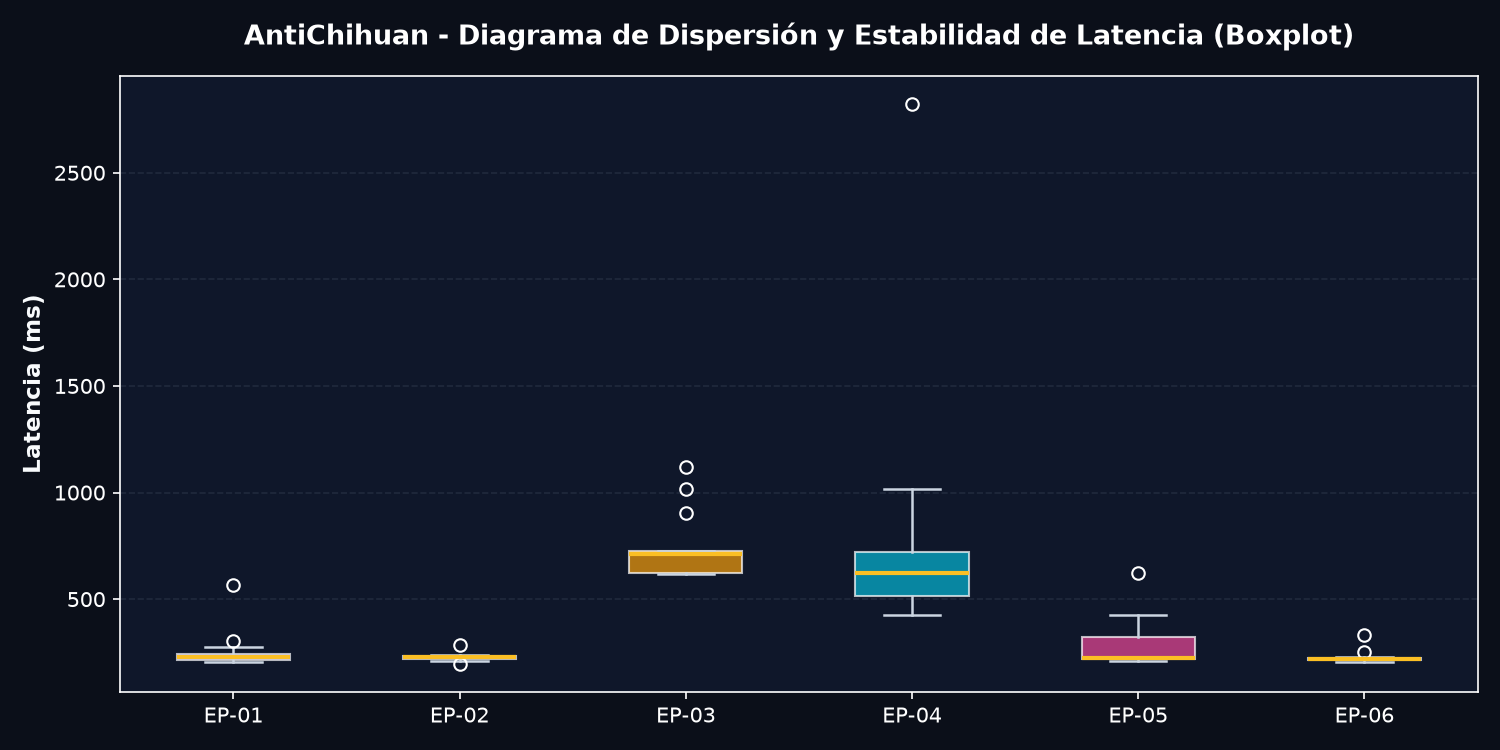 AntiChihuan - Diagrama de Dispersión y Estabilidad de Latencia (Boxplot)
Latencia (ms)
2500
2000
1500
1000
500
EP-01
EP-02
EP-03
EP-04
EP-05
EP-06